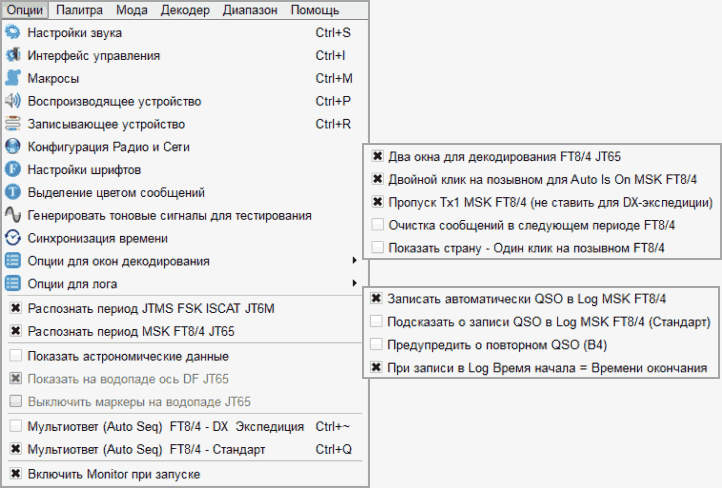 Опции Палитра Мода Декодер Диапазон Помощь
Настройки звука Ctrl+S
Интерфейс управления Ctrl+I
Макросы Ctrl+M
Воспроизводящее устройство Ctrl+P
Записывающее устройство Ctrl+R
Конфигурация Радио и Сети
Настройки шрифтов
Выделение цветом сообщений
Генерировать тоновые сигналы для тестирования
Синхронизация времени
Опции для окон декодирования
Опции для лога
Распознать период JTMS FSK ISCAT JT6M
Распознать период MSK FT8/4 JT65
Показать астрономические данные
Показать на водопаде ось DF JT65
Выключить маркеры на водопаде JT65
Мультиответ (Auto Seq) FT8/4 - DX Экспедиция Ctrl+~
Мультиответ (Auto Seq) FT8/4 - Стандарт Ctrl+Q
Включить Monitor при запуске
Два окна для декодирования FT8/4 JT65
Двойной клик на позывном для Auto Is On MSK FT8/4
Пропуск Tx1 MSK FT8/4 (не ставить для DX-экспедиции)
Очистка сообщений в следующем периоде FT8/4
Показать страну - Один клик на позывном FT8/4
Записать автоматически QSO в Log MSK FT8/4
Подсказать о записи QSO в Log MSK FT8/4 (Стандарт)
Предупредить о повторном QSO (B4)
При записи в Log Время начала = Времени окончания